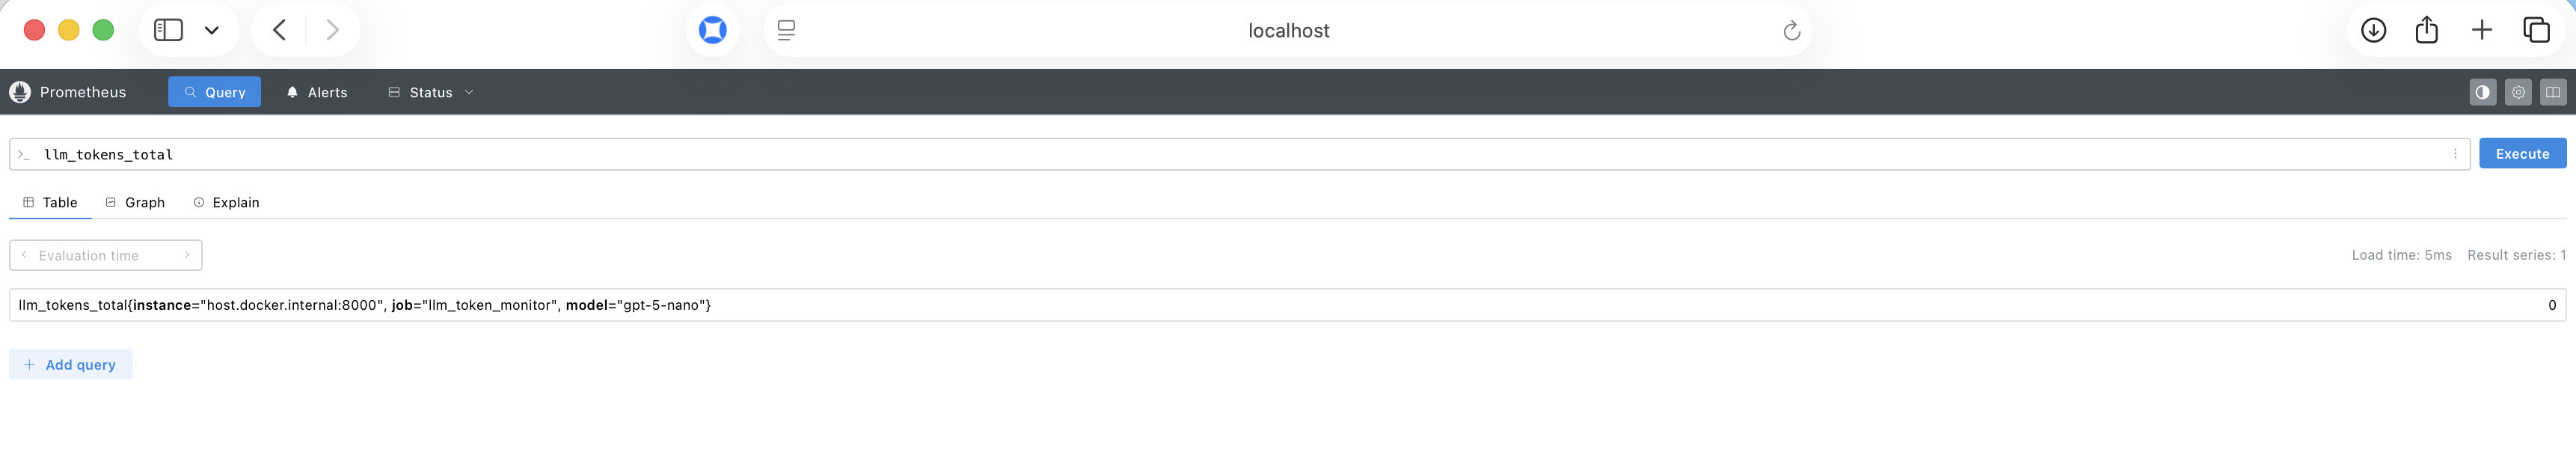 localhost
Prometheus Query Alerts Status
>_ llm_tokens_total Execute
Table Graph Explain
Evaluation time Load time: 5ms Result series: 1
llm_tokens_total{instance="host.docker.internal:8000", job="llm_token_monitor", model="gpt-5-nano"} 0
+ Add query